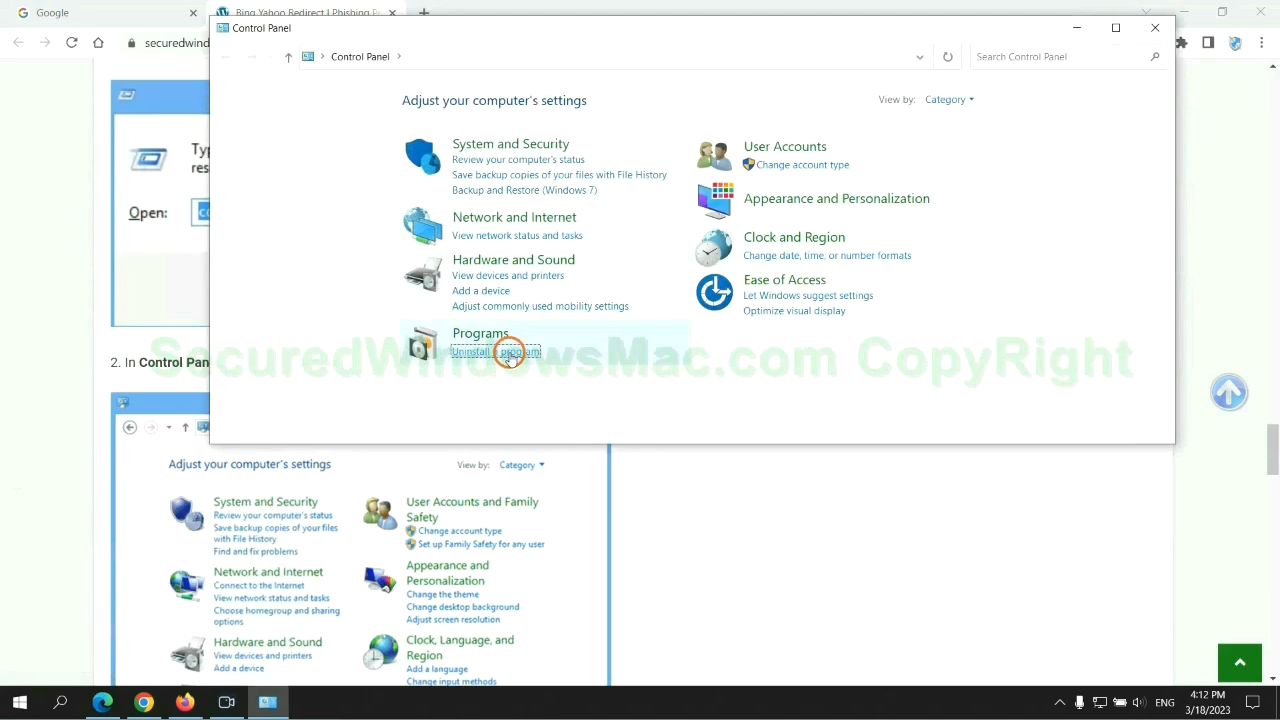 Google
Bing Yahoo Redirect | Phishing Pu
securedwind
Control Panel
Control Panel
Search Control Panel
Adjust your computer's settings
View by: Category
System and Security
Review your computer's status
Save backup copies of your files with File History
Backup and Restore (Windows 7)
Network and Internet
View network status and tasks
Hardware and Sound
View devices and printers
Add a device
Adjust commonly used mobility settings
Programs
Uninstall a program
User Accounts
Change account type
Appearance and Personalization
Clock and Region
Change date, time, or number formats
Ease of Access
Let Windows suggest settings
Optimize visual display
SecuredWindowsMac.com CopyRight
Typ
res
Open:
2. In Control Pan
Adjust your computer's settings
View by: Category
System and Security
Review your computer's status
Save backup copies of your files
with File History
Find and fix problems
Network and Internet
Connect to the Internet
View network status and tasks
Choose homegroup and sharing
options
Hardware and Sound
View devices and printers
Add a device
User Accounts and Family
Safety
Change account type
Set up Family Safety for any user
Appearance and
Personalization
Change the theme
Change desktop background
Adjust screen resolution
Clock, Language, and
Region
Add a language
Change input methods
ENG
4:12 PM
3/18/2023